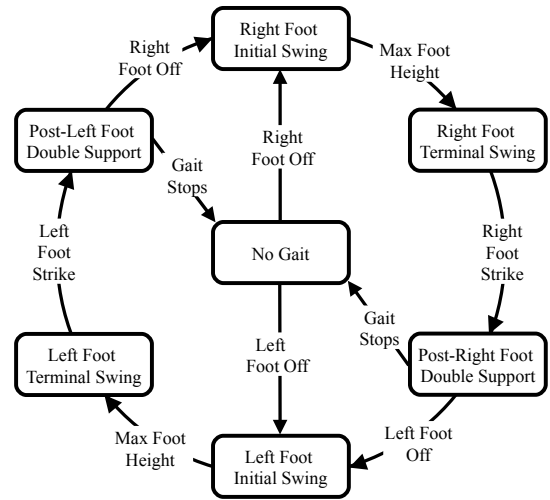 Right Foot
Initial Swing
Right
Foot Off
Max Foot
Height
Post-Left Foot
Double Support
Right Foot
Terminal Swing
Right
Foot Off
Gait
Stops
Left
Foot
Strike
No Gait
Right
Foot
Strike
Gait
Stops
Left
Foot Off
Left Foot
Terminal Swing
Post-Right Foot
Double Support
Max Foot
Height
Left Foot
Initial Swing
Left Foot
Off